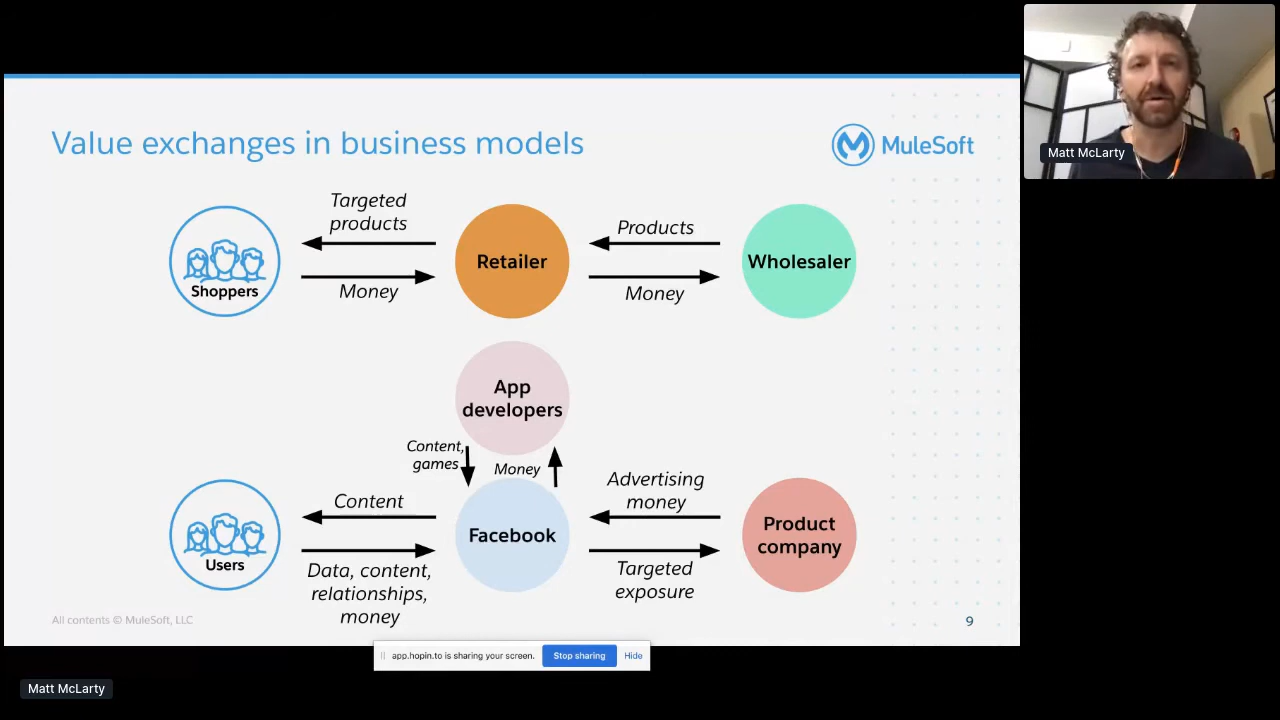 Value exchanges in business models
MuleSoft
Targeted
products
Products
Shoppers
Retailer
Wholesaler
Money
Money
App
developers
Content,
games
Money
Advertising
money
Content
Users
Facebook
Product
company
Data, content,
relationships,
money
Targeted
exposure
All contents © MuleSoft, LLC
9
app.hopin.to is sharing your screen.
Stop sharing
Hide
Matt McLarty
Matt McLarty